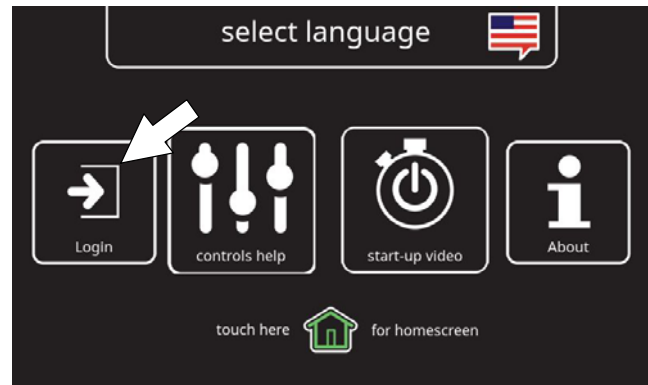 select language
Login
controls help
start-up video
About
touch here for homescreen